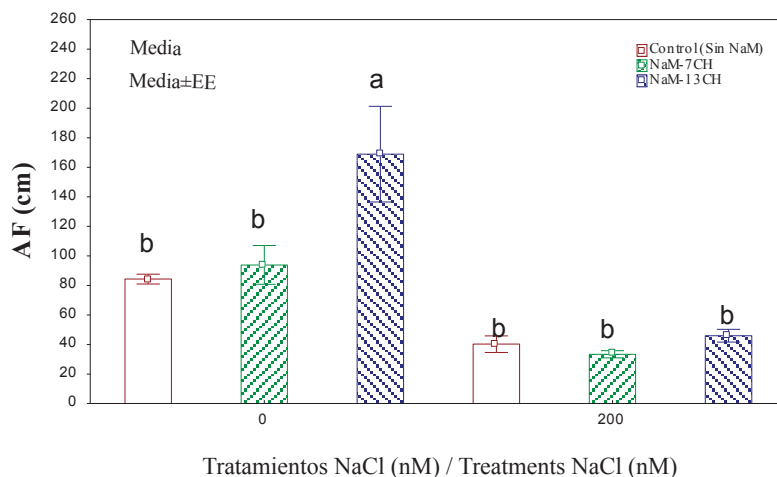 260
240
220
200
180
160
140
120
100
80
60
40
20
0
AF (cm)
Media
Media±EE
Control(Sin NaM)
NaM-7CH
NaM-13CH
b
b
a
b
b
b
0
200
Tratamientos NaCl (nM) / Treatments NaCl (nM)